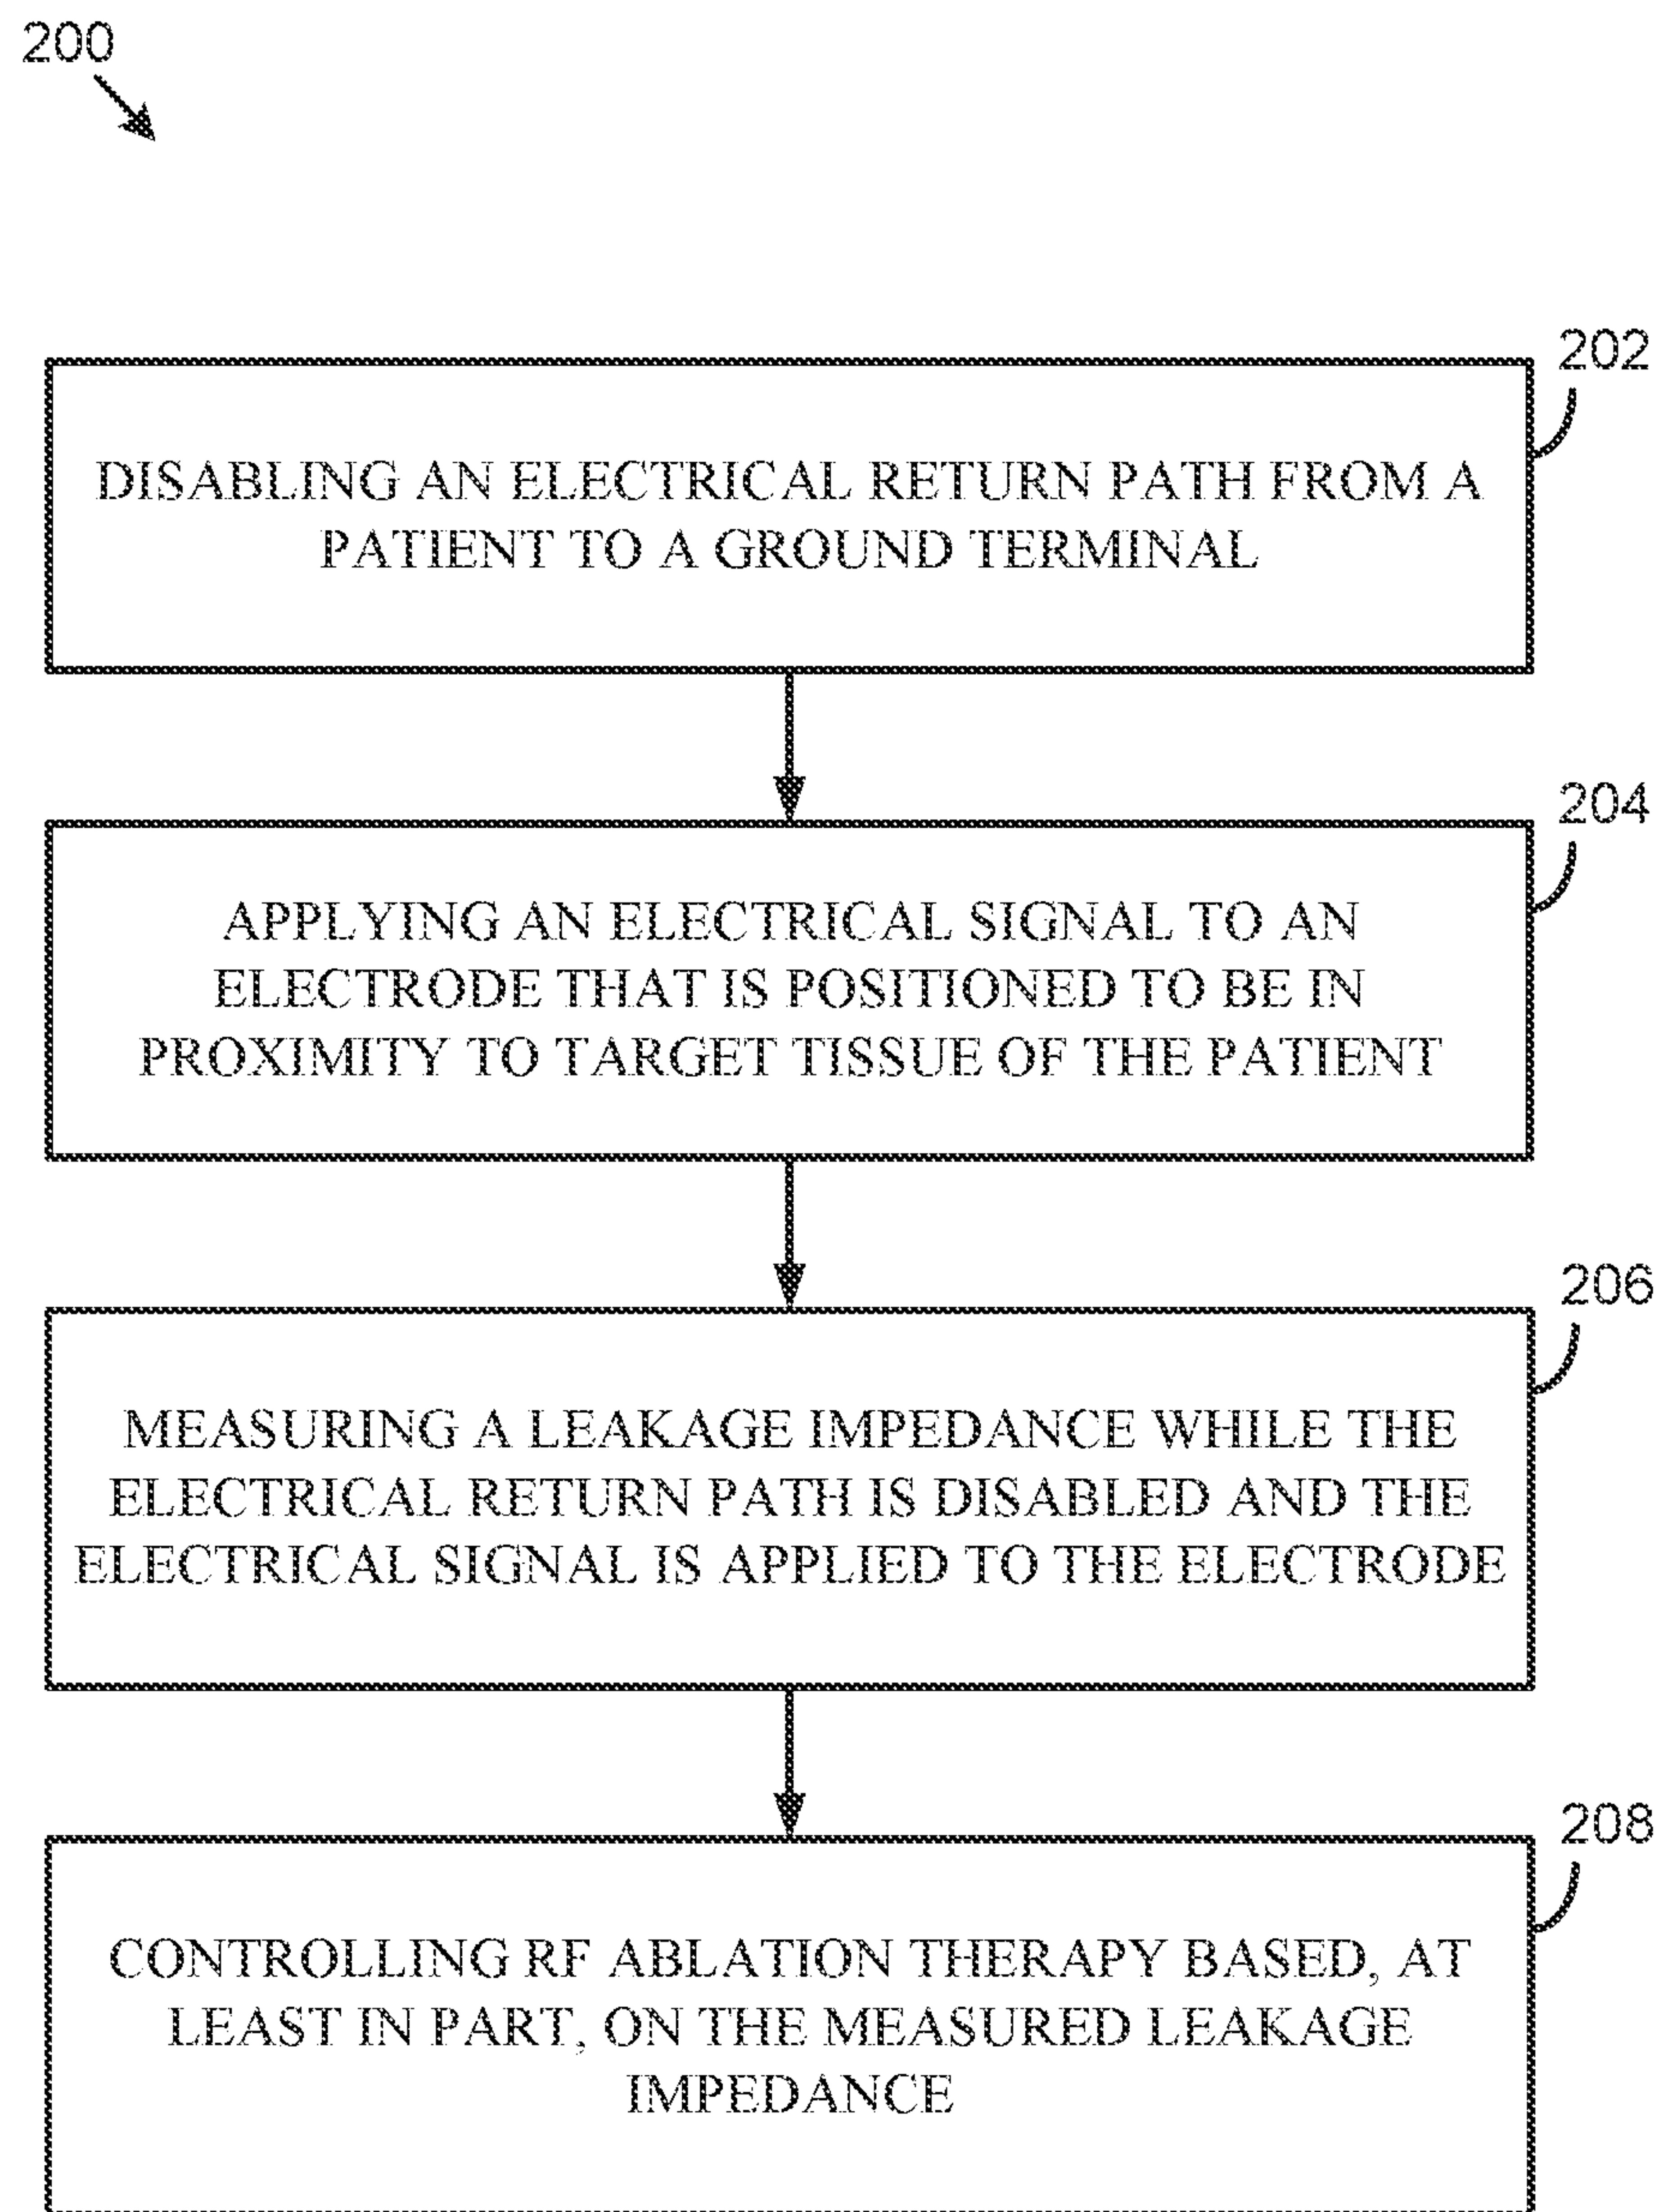 200
202
DISABLING AN ELECTRICAL RETURN PATH FROM A
PATIENT TO A GROUND TERMINAL
204
APPLYING AN ELECTRICAL SIGNAL TO AN
ELECTRODE THAT IS POSITIONED TO BE IN
PROXIMITY TO TARGET TISSUE OF THE PATIENT
206
MEASURING A LEAKAGE IMPEDANCE WHILE THE
ELECTRICAL RETURN PATH IS DISABLED AND THE
ELECTRICAL SIGNAL IS APPLIED TO THE ELECTRODE
208
CONTROLLING RF ABLATION THERAPY BASED, AT
LEAST IN PART, ON THE MEASURED LEAKAGE
IMPEDANCE